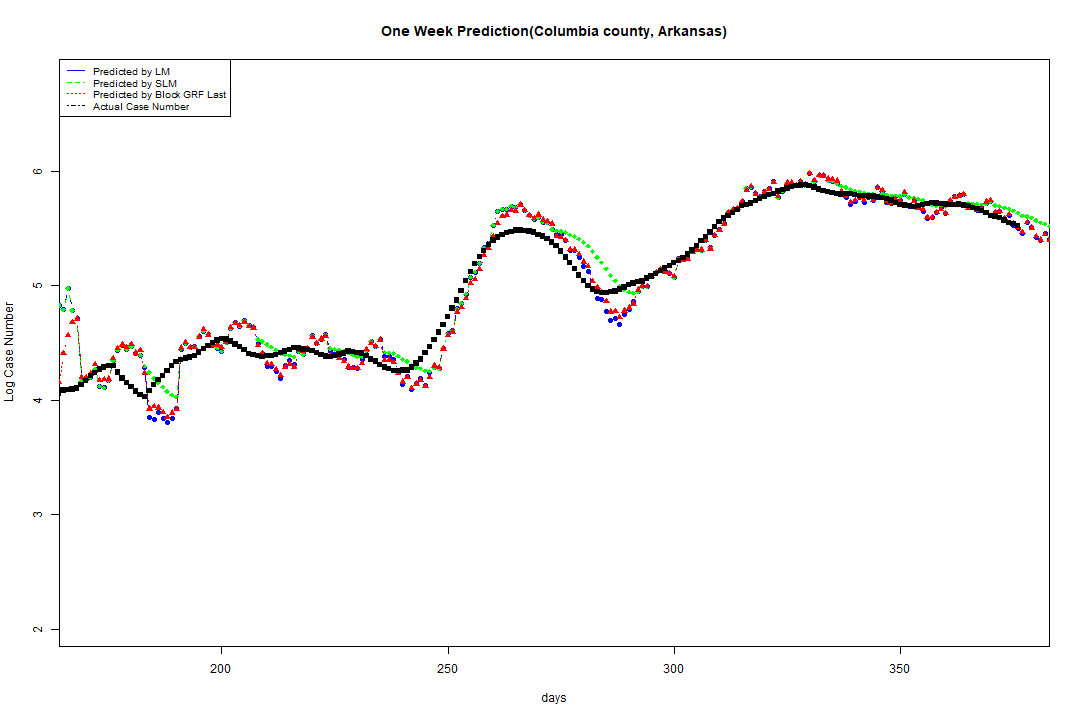 One Week Prediction(Columbia county, Arkansas)
Predicted by LM
Predicted by SLM
Predicted by Block GRF Last
Actual Case Number
6
5
4
3
2
Log Case Number
200
250
300
350
days